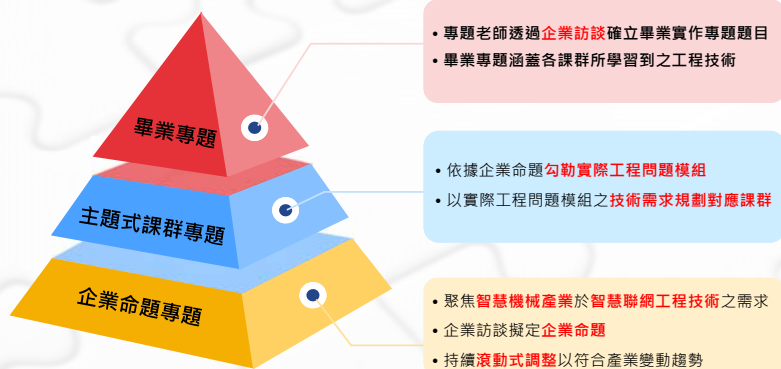 畢業專題
• 專題老師透過企業訪談確立畢業實作專題題目
• 畢業專題涵蓋各課群所學習到之工程技術
主題式課群專題
• 依據企業命題勾勒實際工程問題模組
• 以實際工程問題模組之技術需求規劃對應課群
企業命題專題
• 聚焦智慧機械產業於智慧聯網工程技術之需求
• 企業訪談擬定企業命題
• 持續滾動式調整以符合產業變動趨勢